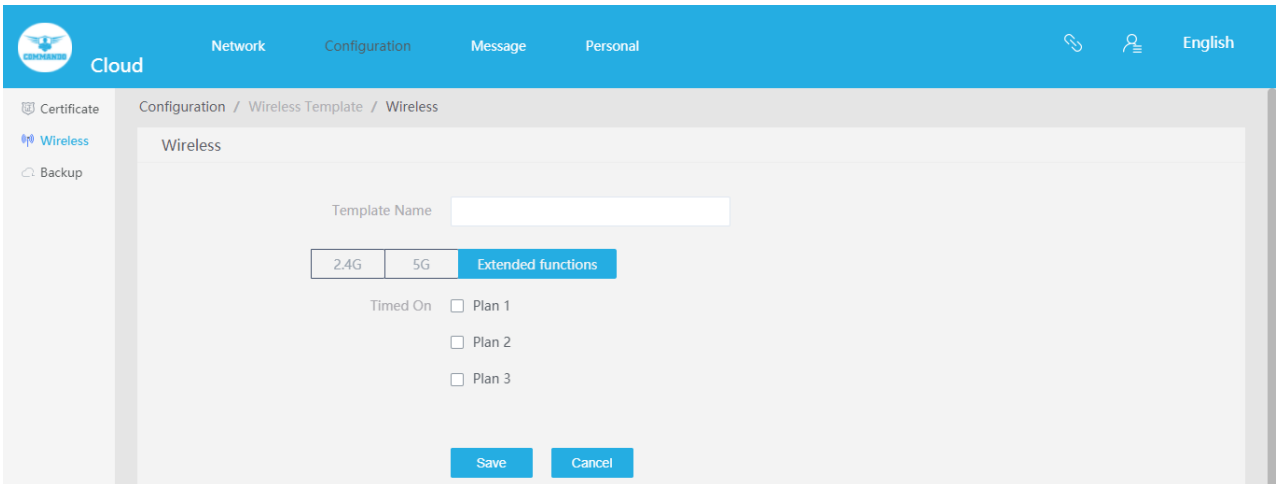 COMMANDO
Cloud
Network Configuration Message Personal English
Certificate
Wireless
Backup
Configuration / Wireless Template / Wireless
Wireless
Template Name
2.4G 5G Extended functions
Timed On Plan 1
Plan 2
Plan 3
Save Cancel